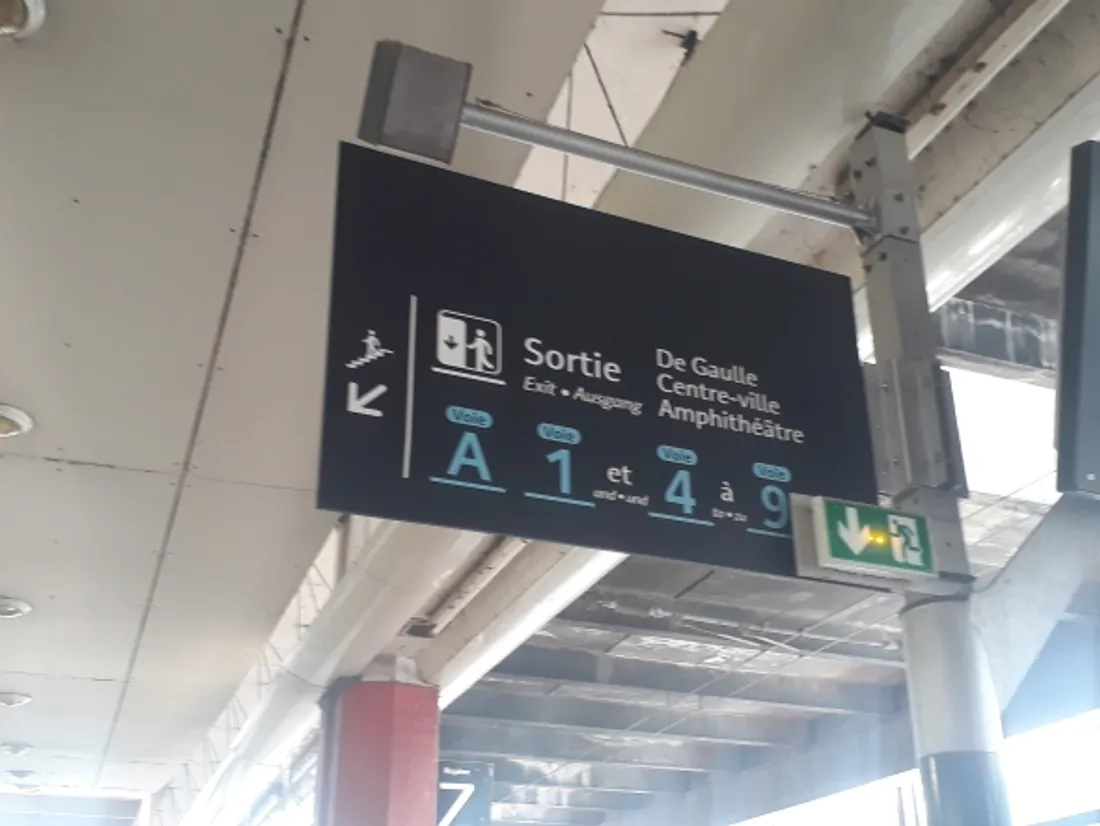 Sortie
Exit • Ausgang
De Gaulle
Centre-ville
Amphithéâtre
Voie A
Voie 1
et
and • und
Voie 4
à
to • zu
Voie 9
Repère
Z